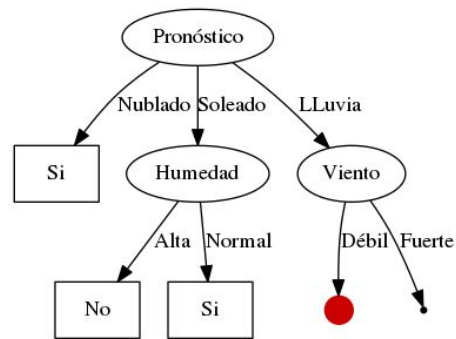 Pronóstico
Nublado Soleado LLuvia
Si Humedad Viento
Alta Normal Débil Fuerte
No Si